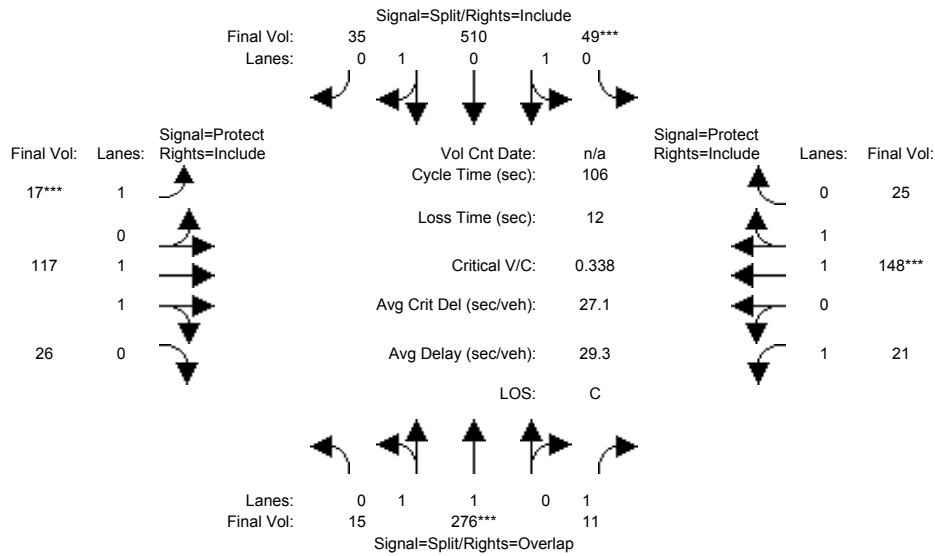 Signal=Split/Rights=Include
Final Vol: 35 510 49***
Lanes: 0 1 0 1 0
Signal=Protect Signal=Protect
Final Vol: Lanes: Rights=Include Vol Cnt Date: n/a Rights=Include Lanes: Final Vol:
Cycle Time (sec): 106
17*** 1 0 25
Loss Time (sec): 12
0 1
117 1 Critical V/C: 0.338 1 148***
1 Avg Crit Del (sec/veh): 27.1 0
26 0 Avg Delay (sec/veh): 29.3 1 21
LOS: C
Lanes: 0 1 1 0 1
Final Vol: 15 276*** 11
Signal=Split/Rights=Overlap